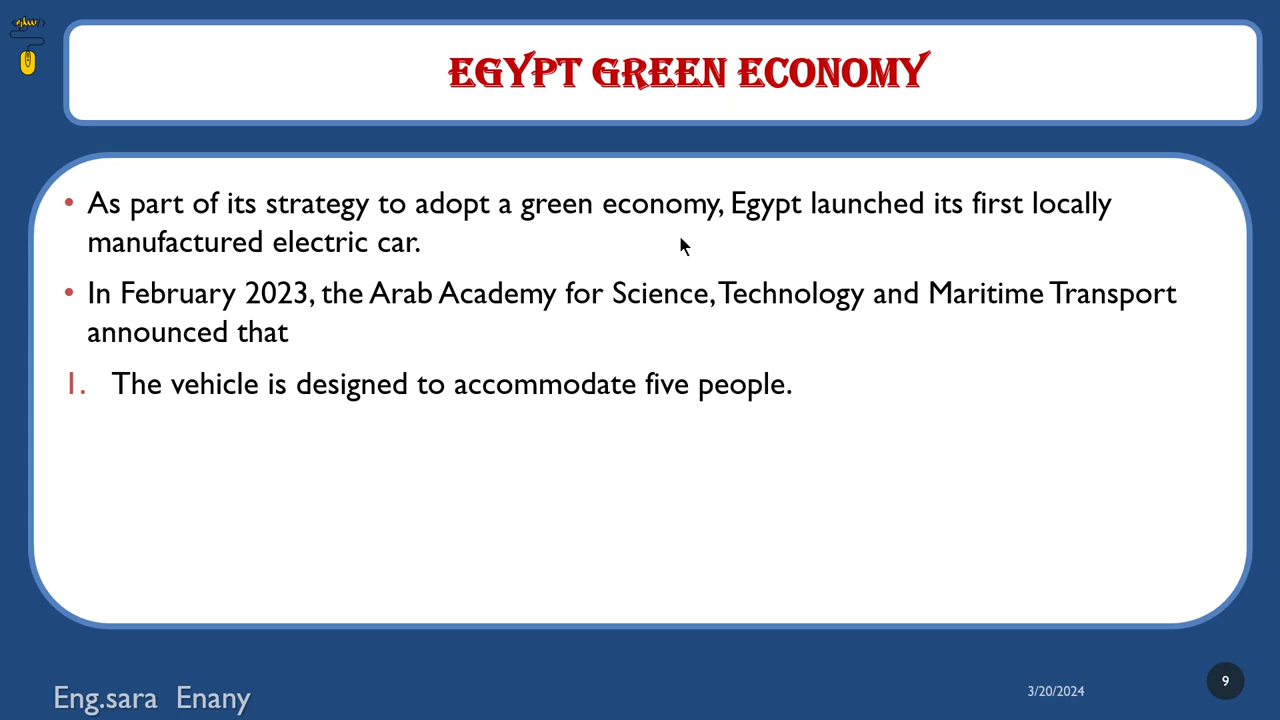 EGYPT GREEN ECONOMY
• As part of its strategy to adopt a green economy, Egypt launched its first locally
manufactured electric car.
• In February 2023, the Arab Academy for Science, Technology and Maritime Transport
announced that
1. The vehicle is designed to accommodate five people.
Eng.sara Enany
3/20/2024
9